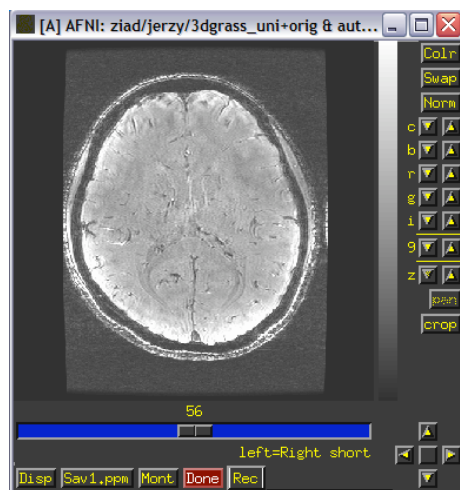 [A] AFNI: ziad/jerzy/3dgrass_uni+orig & aut...
Colr
Swap
Norm
c
b
r
g
i
9
z
pan
crop
56
left=Right short
Disp Sav1.ppm Mont Done Rec